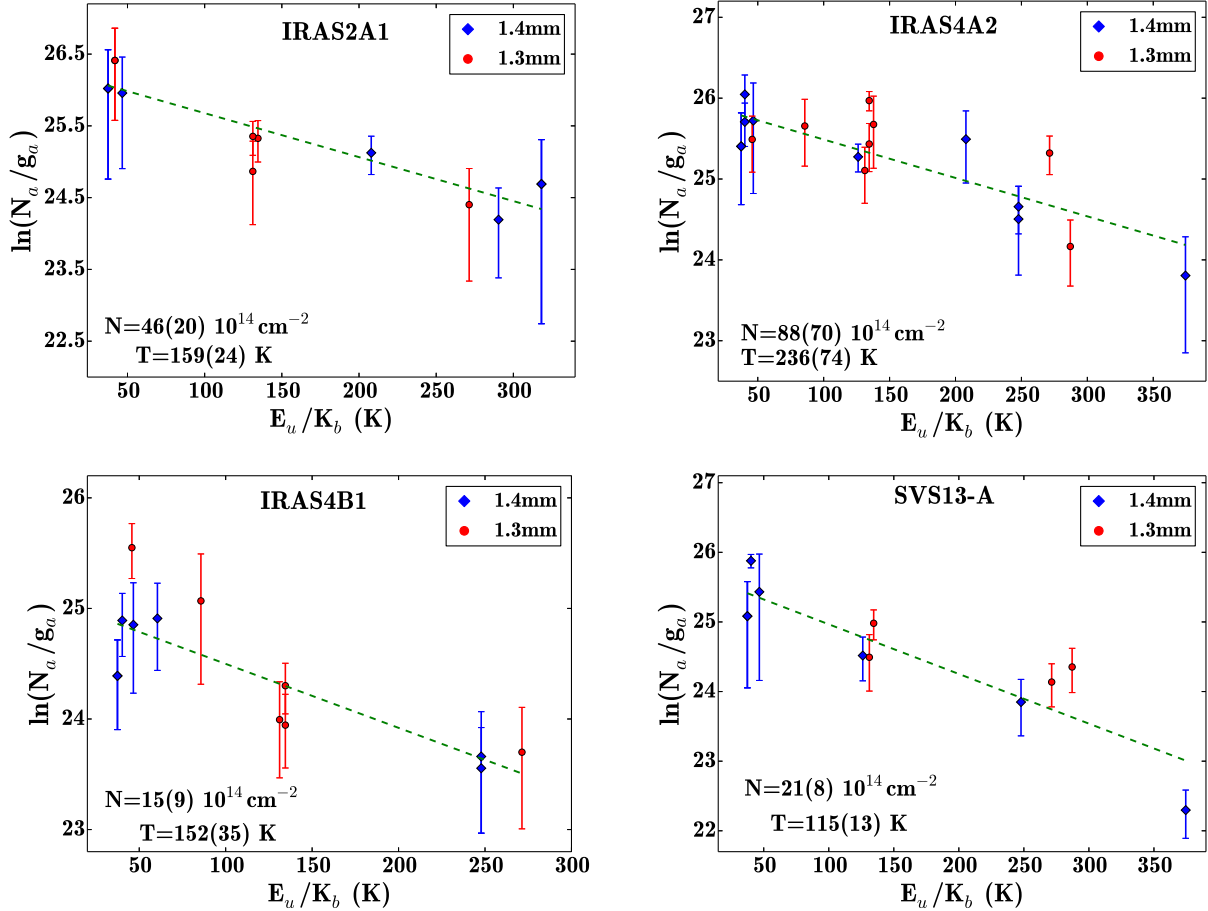 IRAS2A1
1.4mm
1.3mm
26.5
25.5
24.5
23.5
22.5
ln(N_a/g_a)
N=46(20) 10^14 cm^−2
T=159(24) K
50 100 150 200 250 300
E_u/K_b (K)
IRAS4A2
1.4mm
1.3mm
27
26
25
24
23
ln(N_a/g_a)
N=88(70) 10^14 cm^−2
T=236(74) K
50 100 150 200 250 300 350
E_u/K_b (K)
IRAS4B1
1.4mm
1.3mm
26
25
24
23
ln(N_a/g_a)
N=15(9) 10^14 cm^−2
T=152(35) K
50 100 150 200 250 300
E_u/K_b (K)
SVS13-A
1.4mm
1.3mm
27
26
25
24
23
22
ln(N_a/g_a)
N=21(8) 10^14 cm^−2
T=115(13) K
50 100 150 200 250 300 350
E_u/K_b (K)